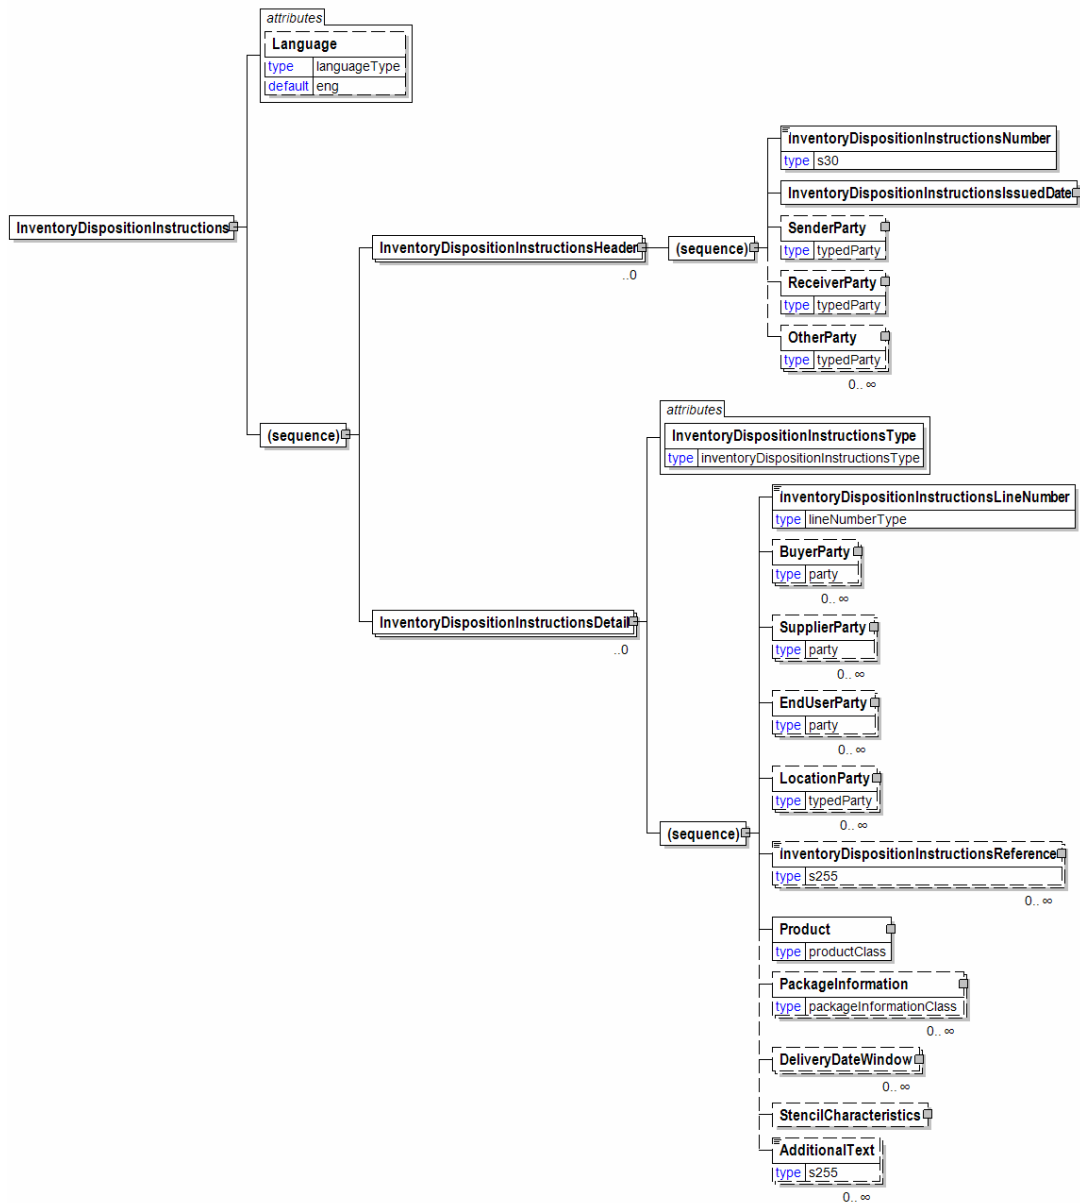 attributes
Language
type languageType
default eng
InventoryDispositionInstructions
InventoryDispositionInstructionsHeader
..0
(sequence)
InventoryDispositionInstructionsNumber
type s30
InventoryDispositionInstructionsIssuedDate
SenderParty
type typedParty
ReceiverParty
type typedParty
OtherParty
type typedParty
0.. ∞
(sequence)
InventoryDispositionInstructionsDetail
..0
attributes
InventoryDispositionInstructionsType
type inventoryDispositionInstructionsType
(sequence)
InventoryDispositionInstructionsLineNumber
type lineNumberType
BuyerParty
type party
0.. ∞
SupplierParty
type party
0.. ∞
EndUserParty
type party
0.. ∞
LocationParty
type typedParty
0.. ∞
InventoryDispositionInstructionsReference
type s255
0.. ∞
Product
type productClass
PackageInformation
type packageInformationClass
0.. ∞
DeliveryDateWindow
0.. ∞
StencilCharacteristics
AdditionalText
type s255
0.. ∞